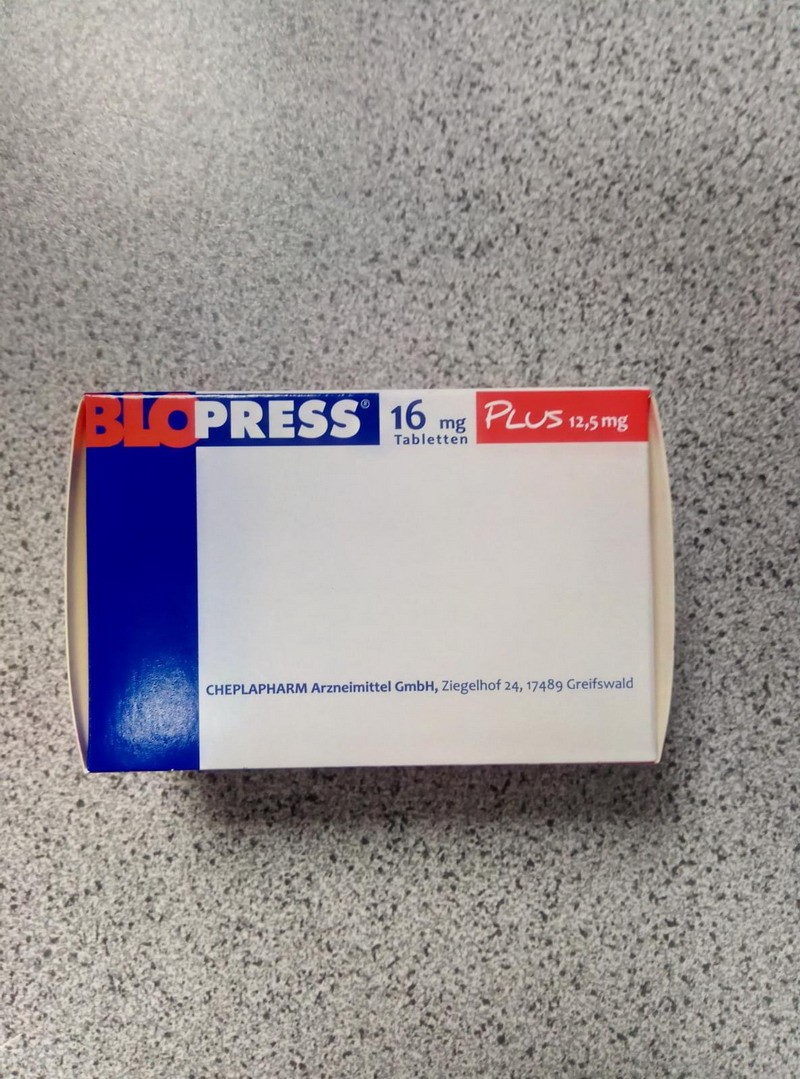 BLOPRESS® 16 mg Tabletten PLUS 12,5 mg
CHEPLAPHARM Arzneimittel GmbH, Ziegelhof 24, 17489 Greifswald